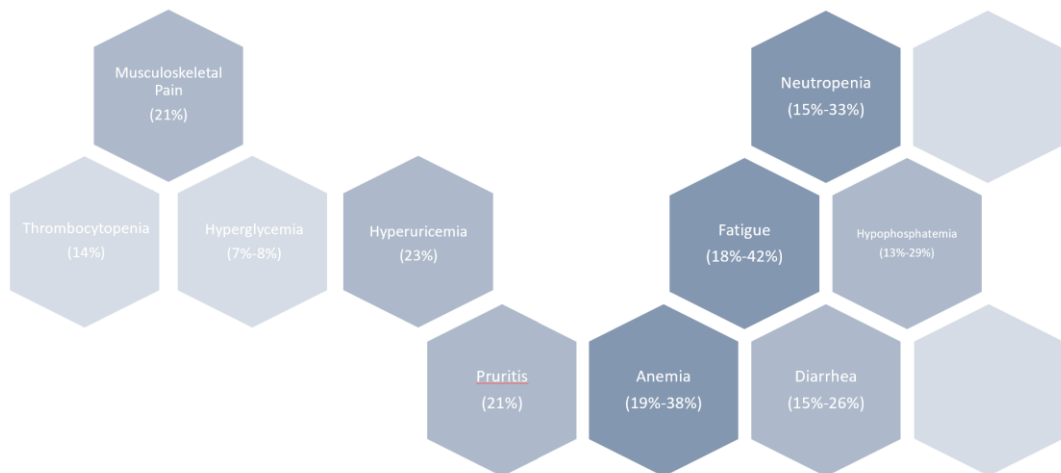 Musculoskeletal
Pain
(21%)
Neutropenia
(15%-33%)
Thrombocytopenia
(14%)
Hyperglycemia
(7%-8%)
Hyperuricemia
(23%)
Fatigue
(18%-42%)
Hypophosphatemia
(13%-29%)
Pruritis
(21%)
Anemia
(19%-38%)
Diarrhea
(15%-26%)